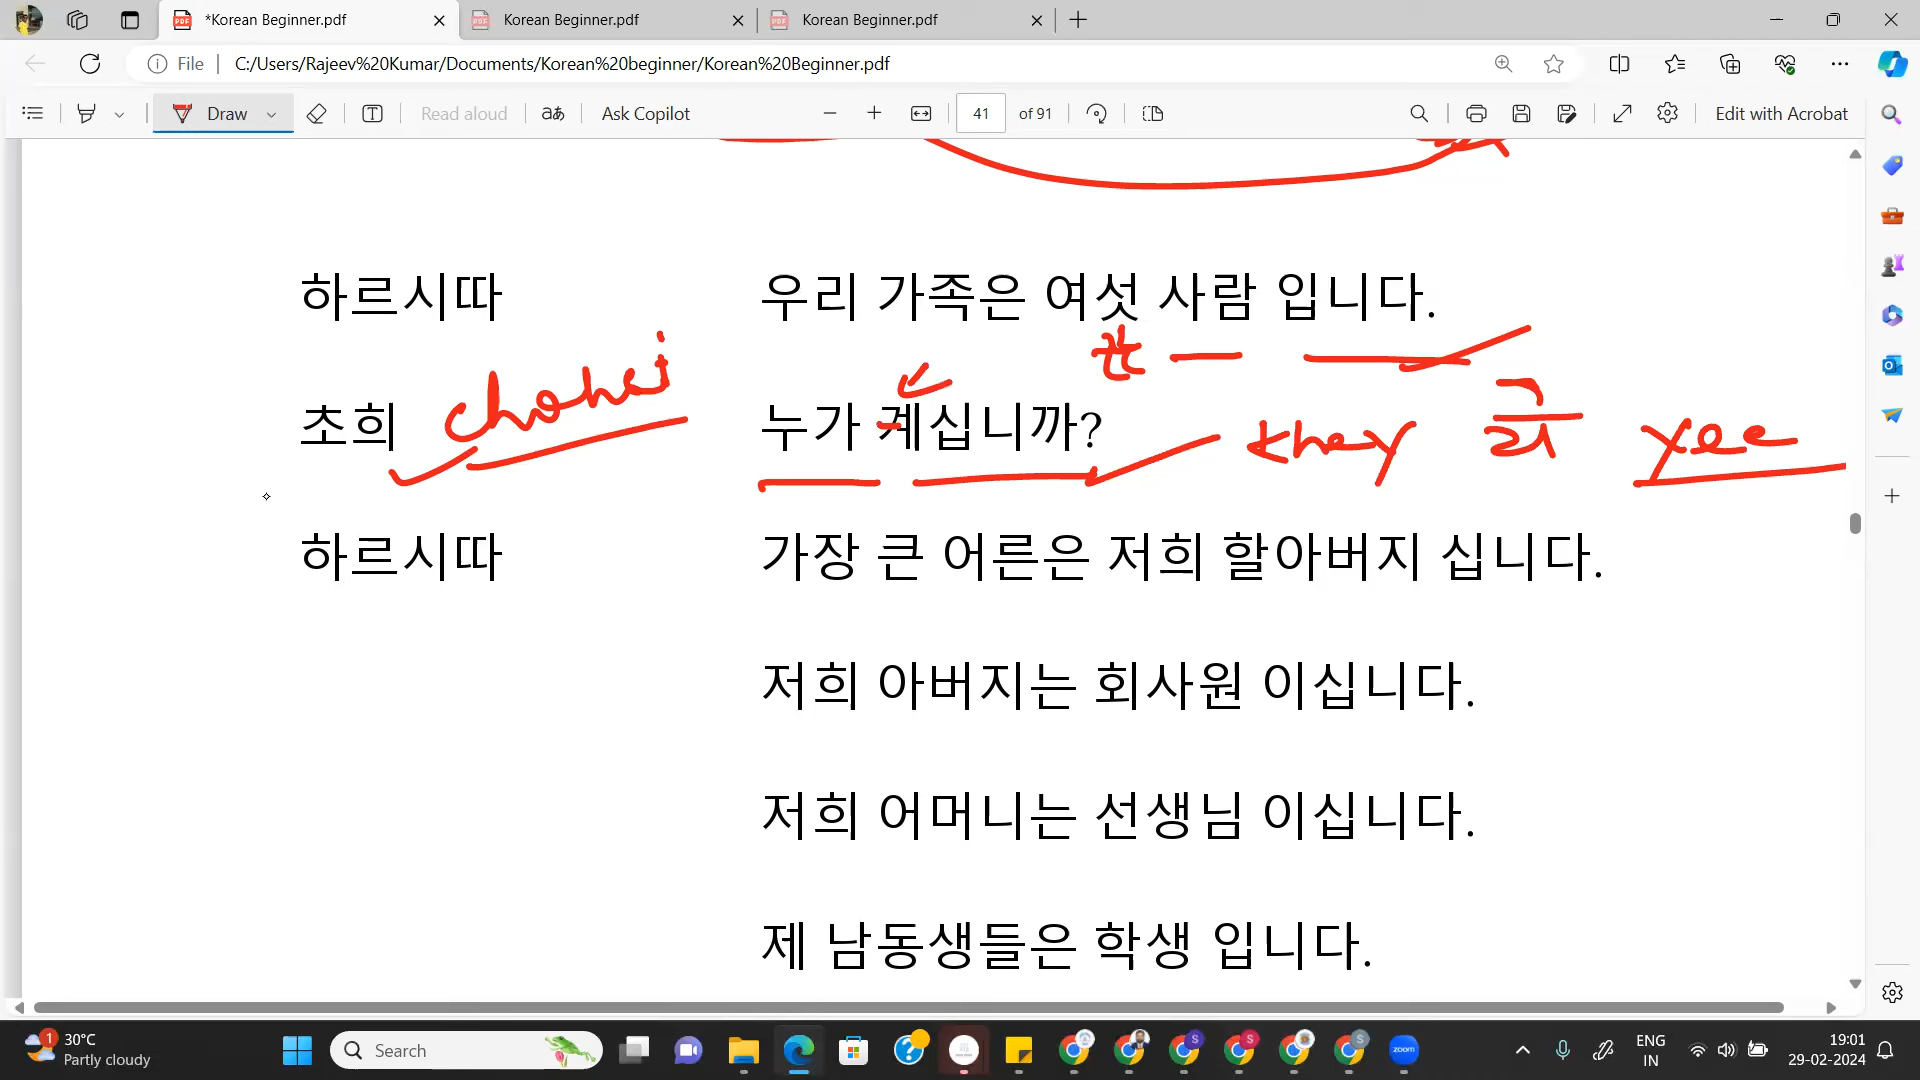 *Korean Beginner.pdf
Korean Beginner.pdf
Korean Beginner.pdf
File
C:/Users/Rajeev%20Kumar/Documents/Korean%20beginner/Korean%20Beginner.pdf
Draw
T
Read aloud
aあ
Ask Copilot
41 of 91
Edit with Acrobat
하르시따 우리 가족은 여섯 사람 입니다.
초희 누가 계십니까?
they
하르시따 가장 큰 어른은 저희 할아버지 십니다.
저희 아버지는 회사원 이십니다.
저희 어머니는 선생님 이십니다.
제 남동생들은 학생 입니다.
1
30°C
Partly cloudy
Search
zoom
ENG
IN
19:01
29-02-2024